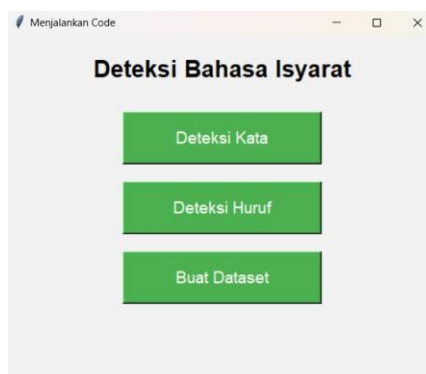 Menjalankan Code
Deteksi Bahasa Isyarat
Deteksi Kata
Deteksi Huruf
Buat Dataset